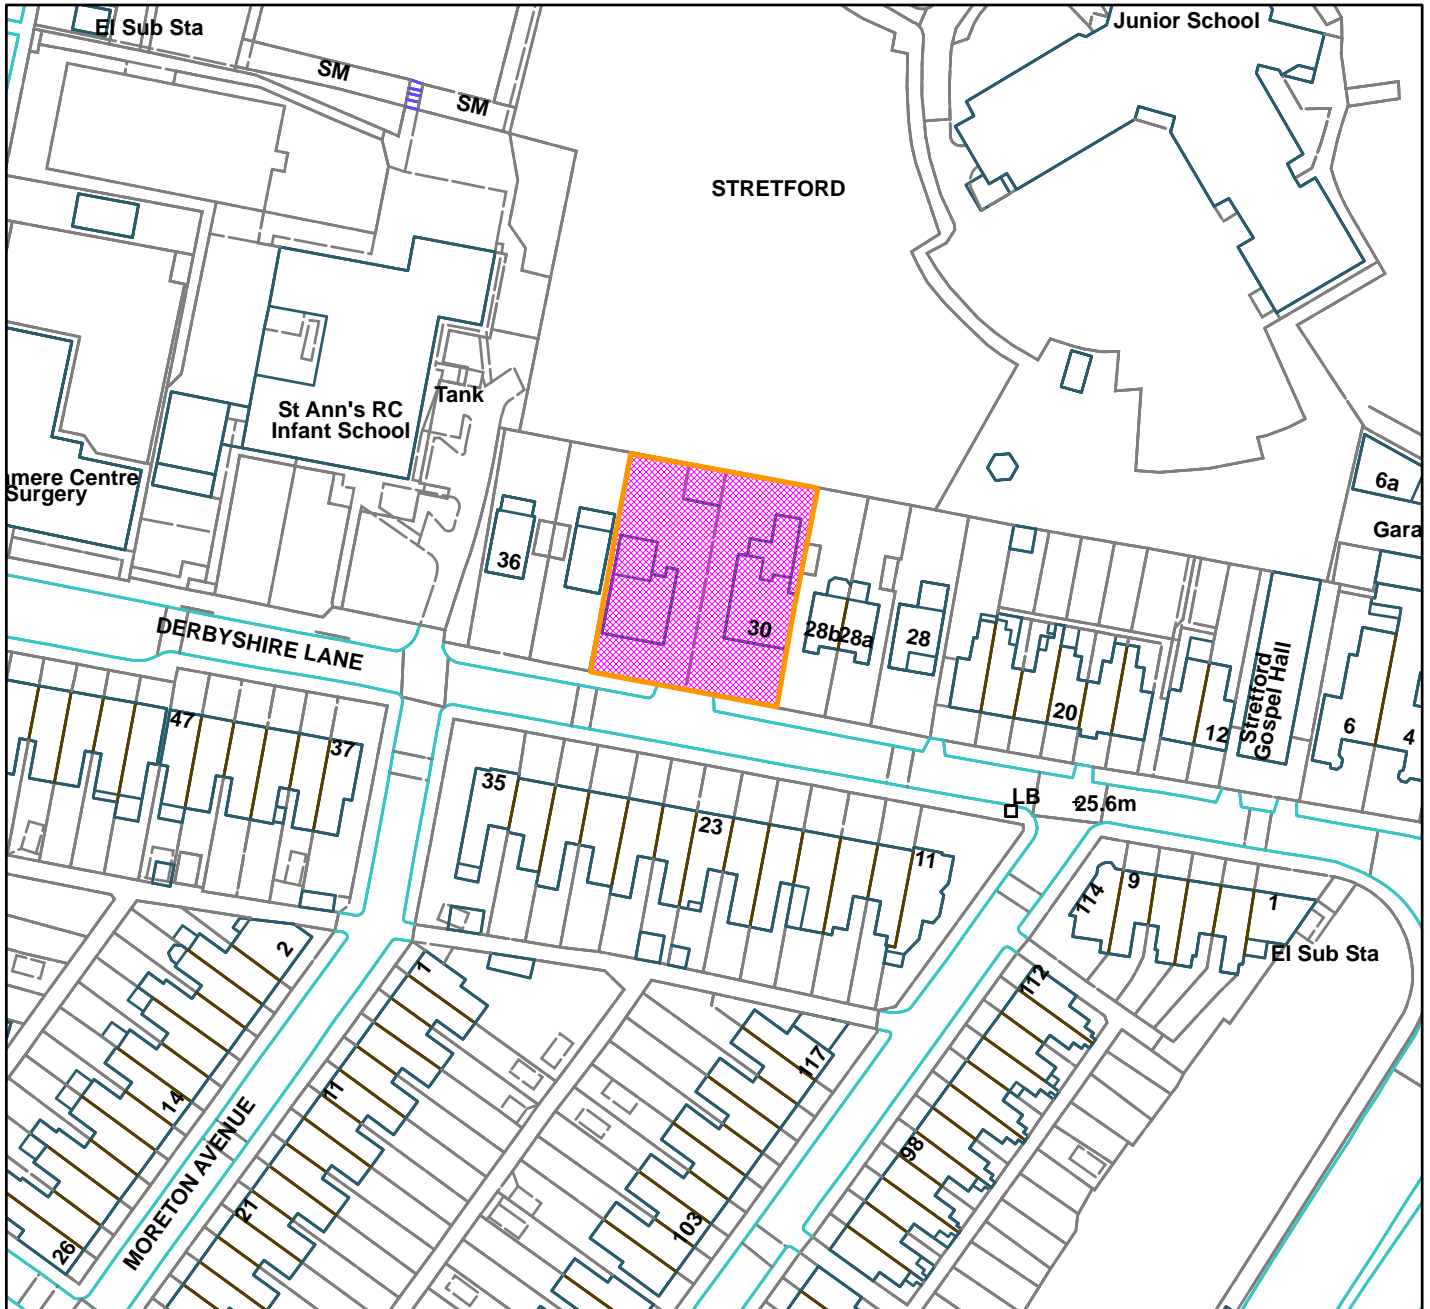 El Sub Sta
Junior School
SM
SM
STRETFORD
Tank
St Ann's RC
Infant School
mere Centre
Surgery
6a
Gara
36
DERBYSHIRE LANE
30
28b
28a
28
20
12
Stretford
Gospel Hall
6
4
47
37
35
23
11
LB
25.6m
114
9
1
El Sub Sta
2
1
112
14
11
117
98
MORETON AVENUE
21
103
26